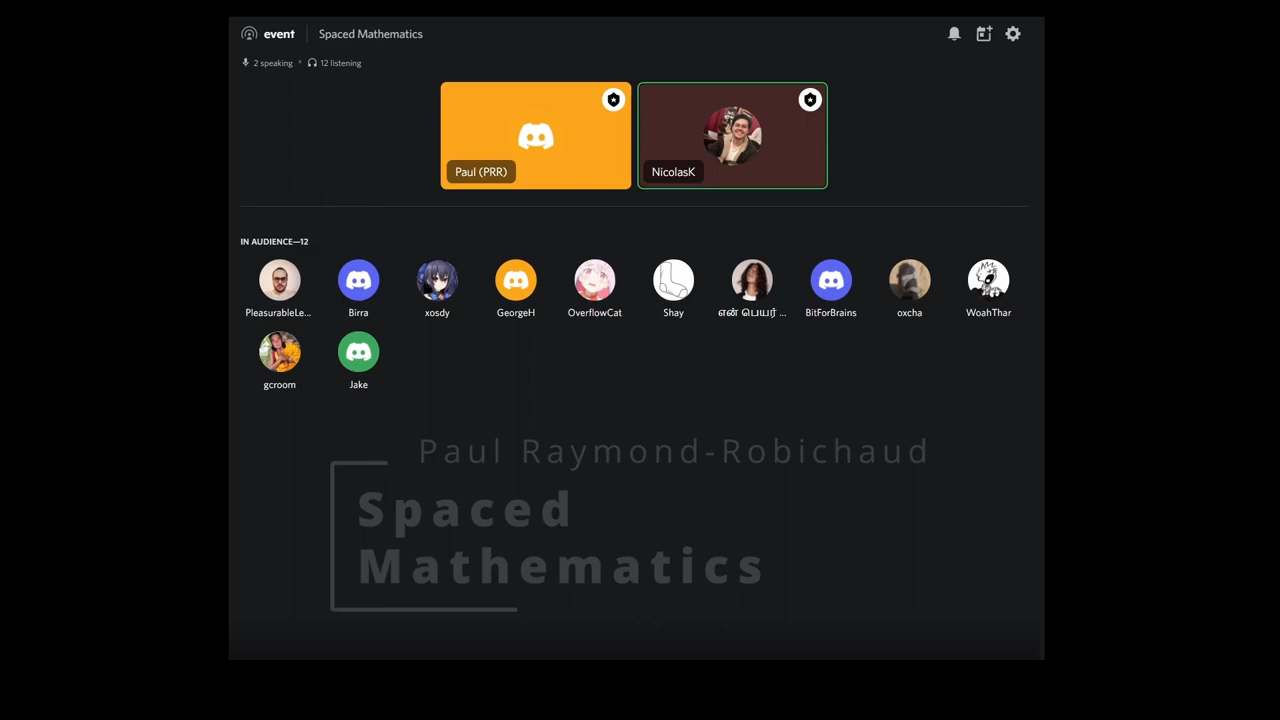 event Spaced Mathematics
2 speaking • 12 listening
Paul (PRR) NicolasK
IN AUDIENCE—12
PleasurableLe... Birra xosdy GeorgeH OverflowCat Shay என் பெயர் ... BitForBrains oxcha WoahThar
gcroom Jake
Paul Raymond-Robichaud
Spaced
Mathematics